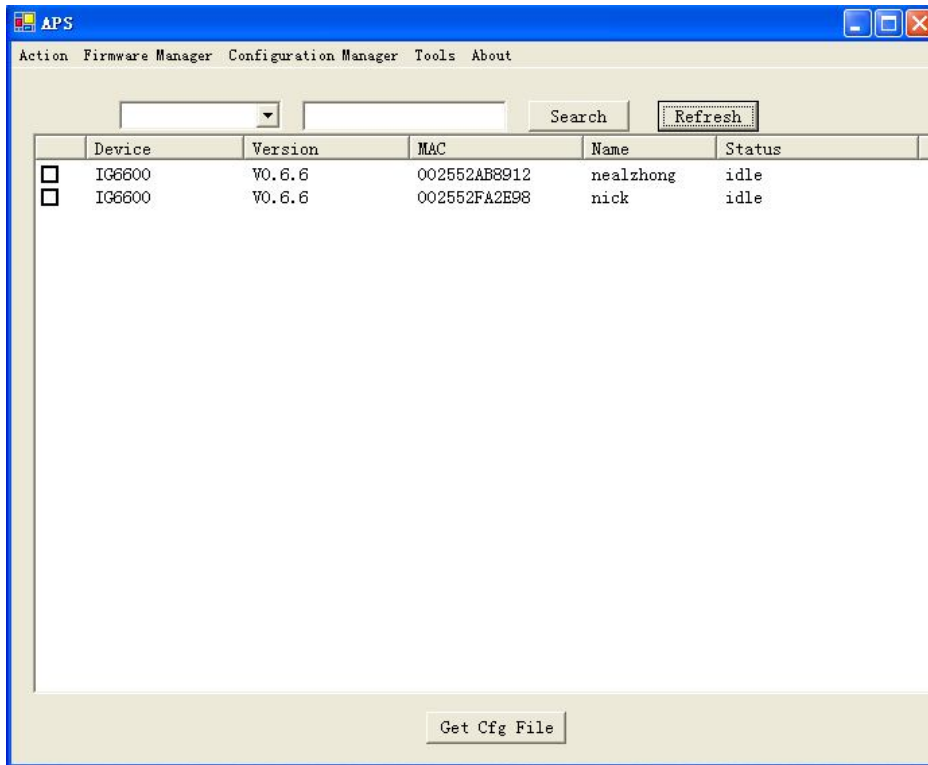 APS
Action Firmware Manager Configuration Manager Tools About
Search Refresh
Device Version MAC Name Status
IG6600 V0.6.6 002552AB8912 nealzhong idle
IG6600 V0.6.6 002552FA2E98 nick idle
Get Cfg File